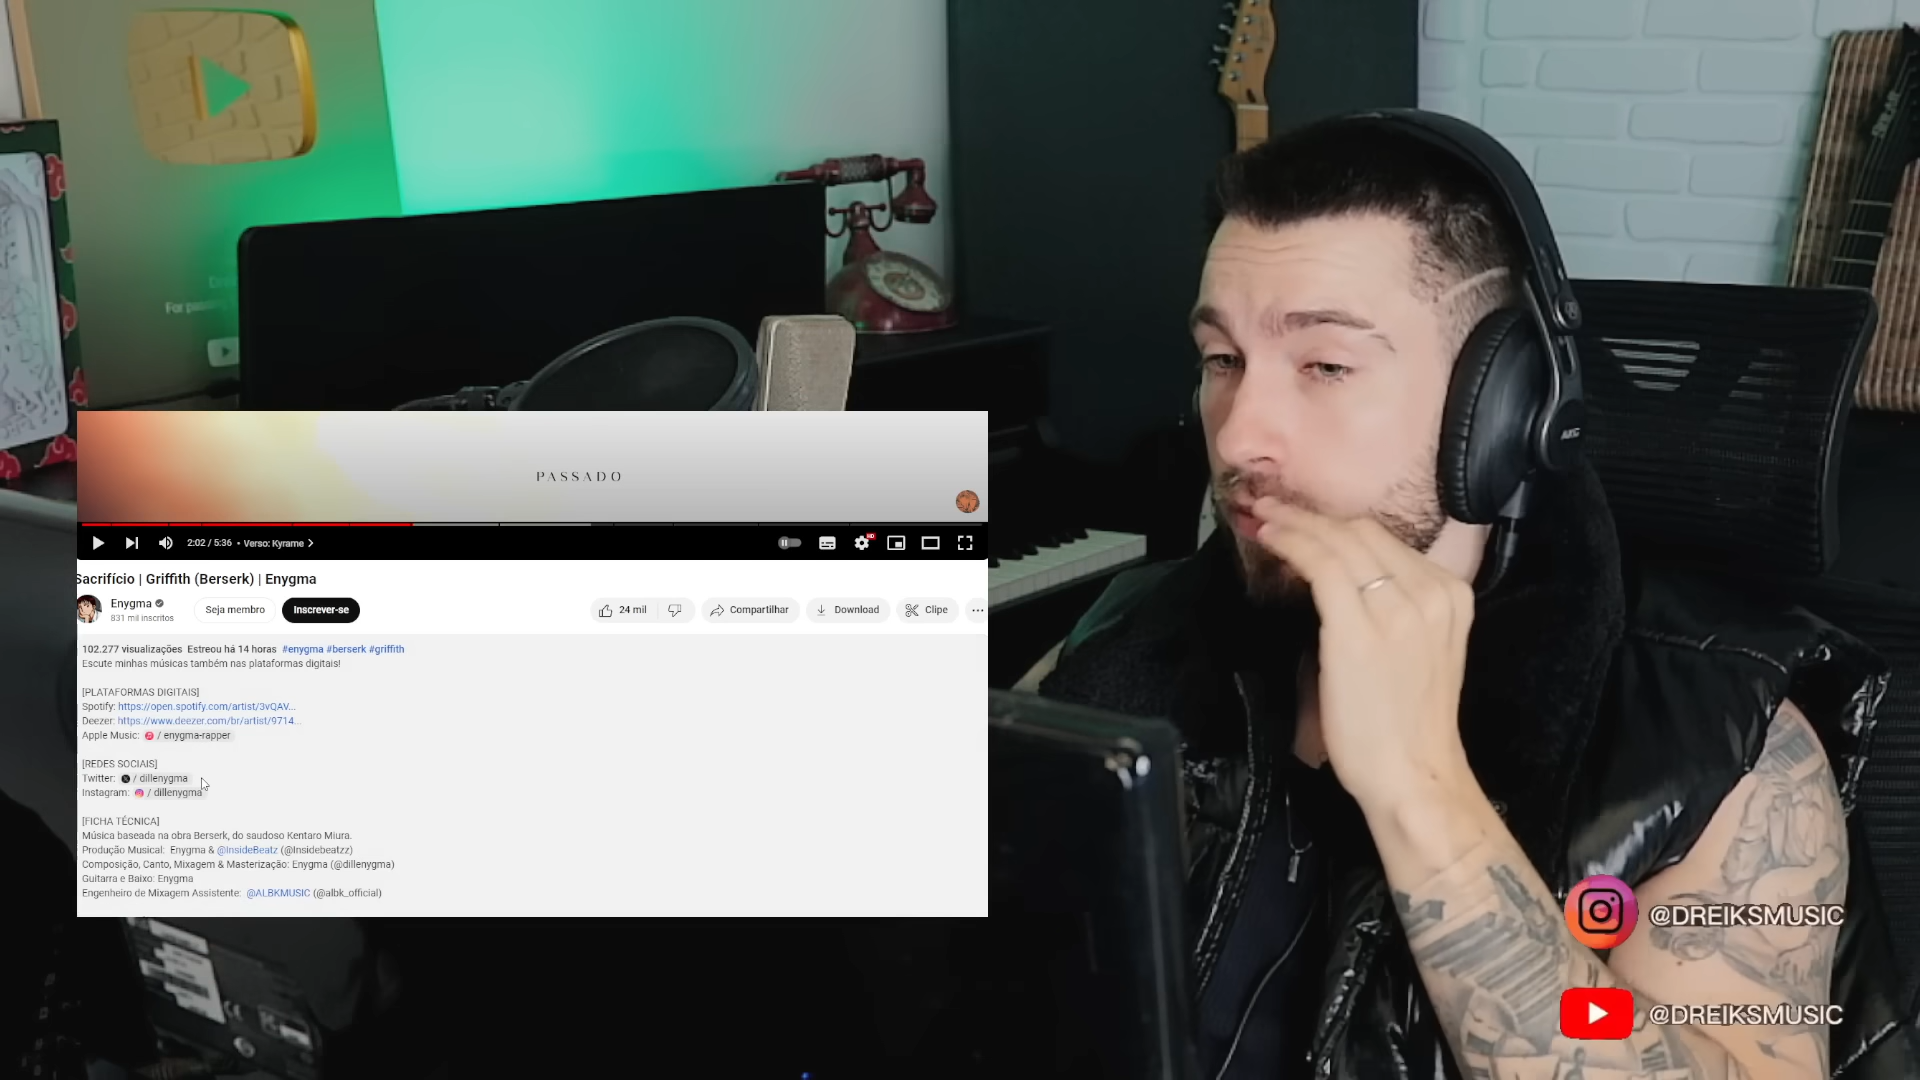 PASSADO
2:02 / 5:36 • Verso: Kyrame
HD
Sacrifício | Griffith (Berserk) | Enygma
Enygma
831 mil inscritos
Seja membro
Inscrever-se
24 mil
Compartilhar
Download
Clipe
102.277 visualizações Estreou há 14 horas #enygma #berserk #griffith
Escute minhas músicas também nas plataformas digitais!
[PLATAFORMAS DIGITAIS]
Spotify: https://open.spotify.com/artist/3vQAV...
Deezer: https://www.deezer.com/br/artist/9714...
Apple Music: / enygma-rapper
[REDES SOCIAIS]
Twitter: / dillenygma
Instagram: / dillenygma
[FICHA TÉCNICA]
Música baseada na obra Berserk, do saudoso Kentaro Miura.
Produção Musical: Enygma & @InsideBeatz (@Insidebeatzz)
Composição, Canto, Mixagem & Masterização: Enygma (@dillenygma)
Guitarra e Baixo: Enygma
Engenheiro de Mixagem Assistente: @ALBKMUSIC (@albk_official)
AKG
@DREIKSMUSIC
@DREIKSMUSIC